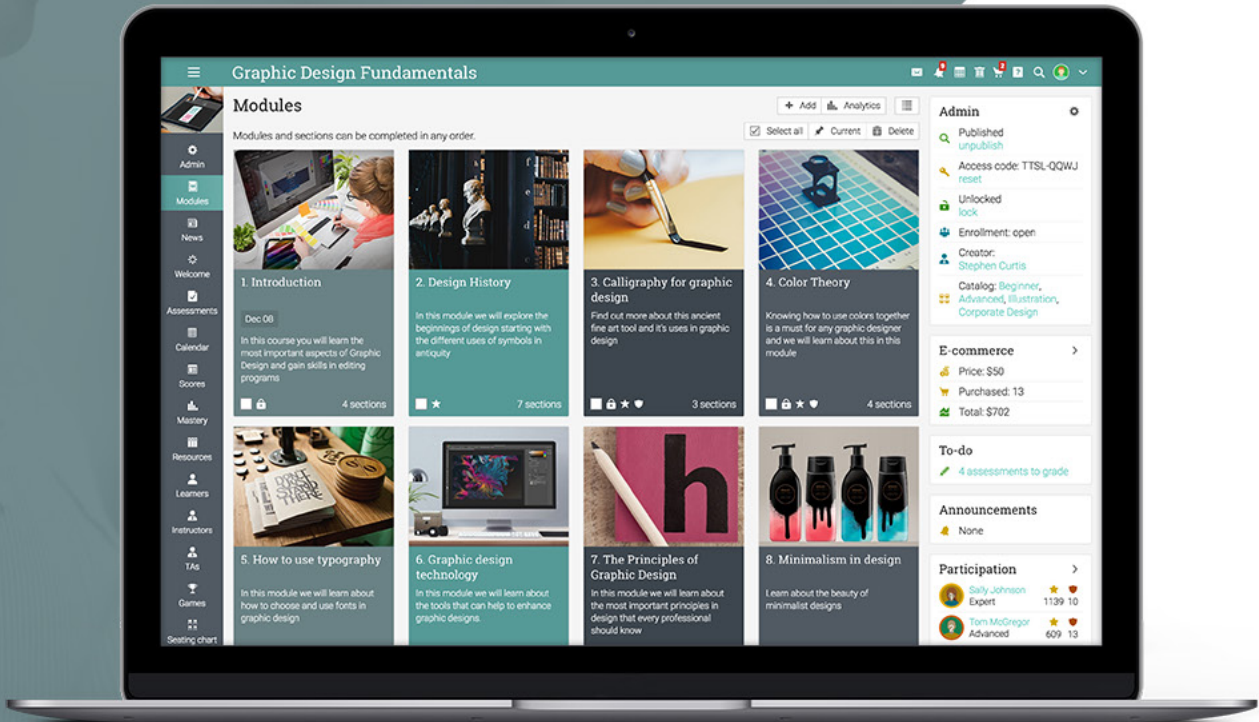 Graphic Design Fundamentals
9
2
?
Modules
Add
Analytics
Modules and sections can be completed in any order.
Select all
Current
Delete
Admin
Modules
News
Welcome
Assessments
Calendar
Scores
Mastery
Resources
Learners
Instructors
TAs
Games
Seating chart
1. Introduction
Dec 08
In this course you will learn the
most important aspects of Graphic
Design and gain skills in editing
programs
4 sections
2. Design History
In this module we will explore the
beginnings of design starting with
the different uses of symbols in
antiquity
7 sections
3. Calligraphy for graphic
design
Find out more about this ancient
fine art tool and it's uses in graphic
design
3 sections
4. Color Theory
Knowing how to use colors together
is a must for any graphic designer
and we will learn about this in this
module
4 sections
5. How to use typography
In this module we will learn about
how to choose and use fonts in
graphic design
6. Graphic design
technology
In this module we will learn about
the tools that can help to enhance
graphic designs.
h
7. The Principles of
Graphic Design
In this module we will learn about
the most important principles in
design that every professional
should know
8. Minimalism in design
Learn about the beauty of
minimalist designs
Admin
Published
unpublish
Access code: TTSL-QQWJ
reset
Unlocked
lock
Enrollment: open
Creator:
Stephen Curtis
Catalog: Beginner,
Advanced, Illustration,
Corporate Design
E-commerce
Price: $50
Purchased: 13
Total: $702
To-do
4 assessments to grade
Announcements
None
Participation
Sally Johnson
Expert
1139 10
Tom McGregor
Advanced
609 13